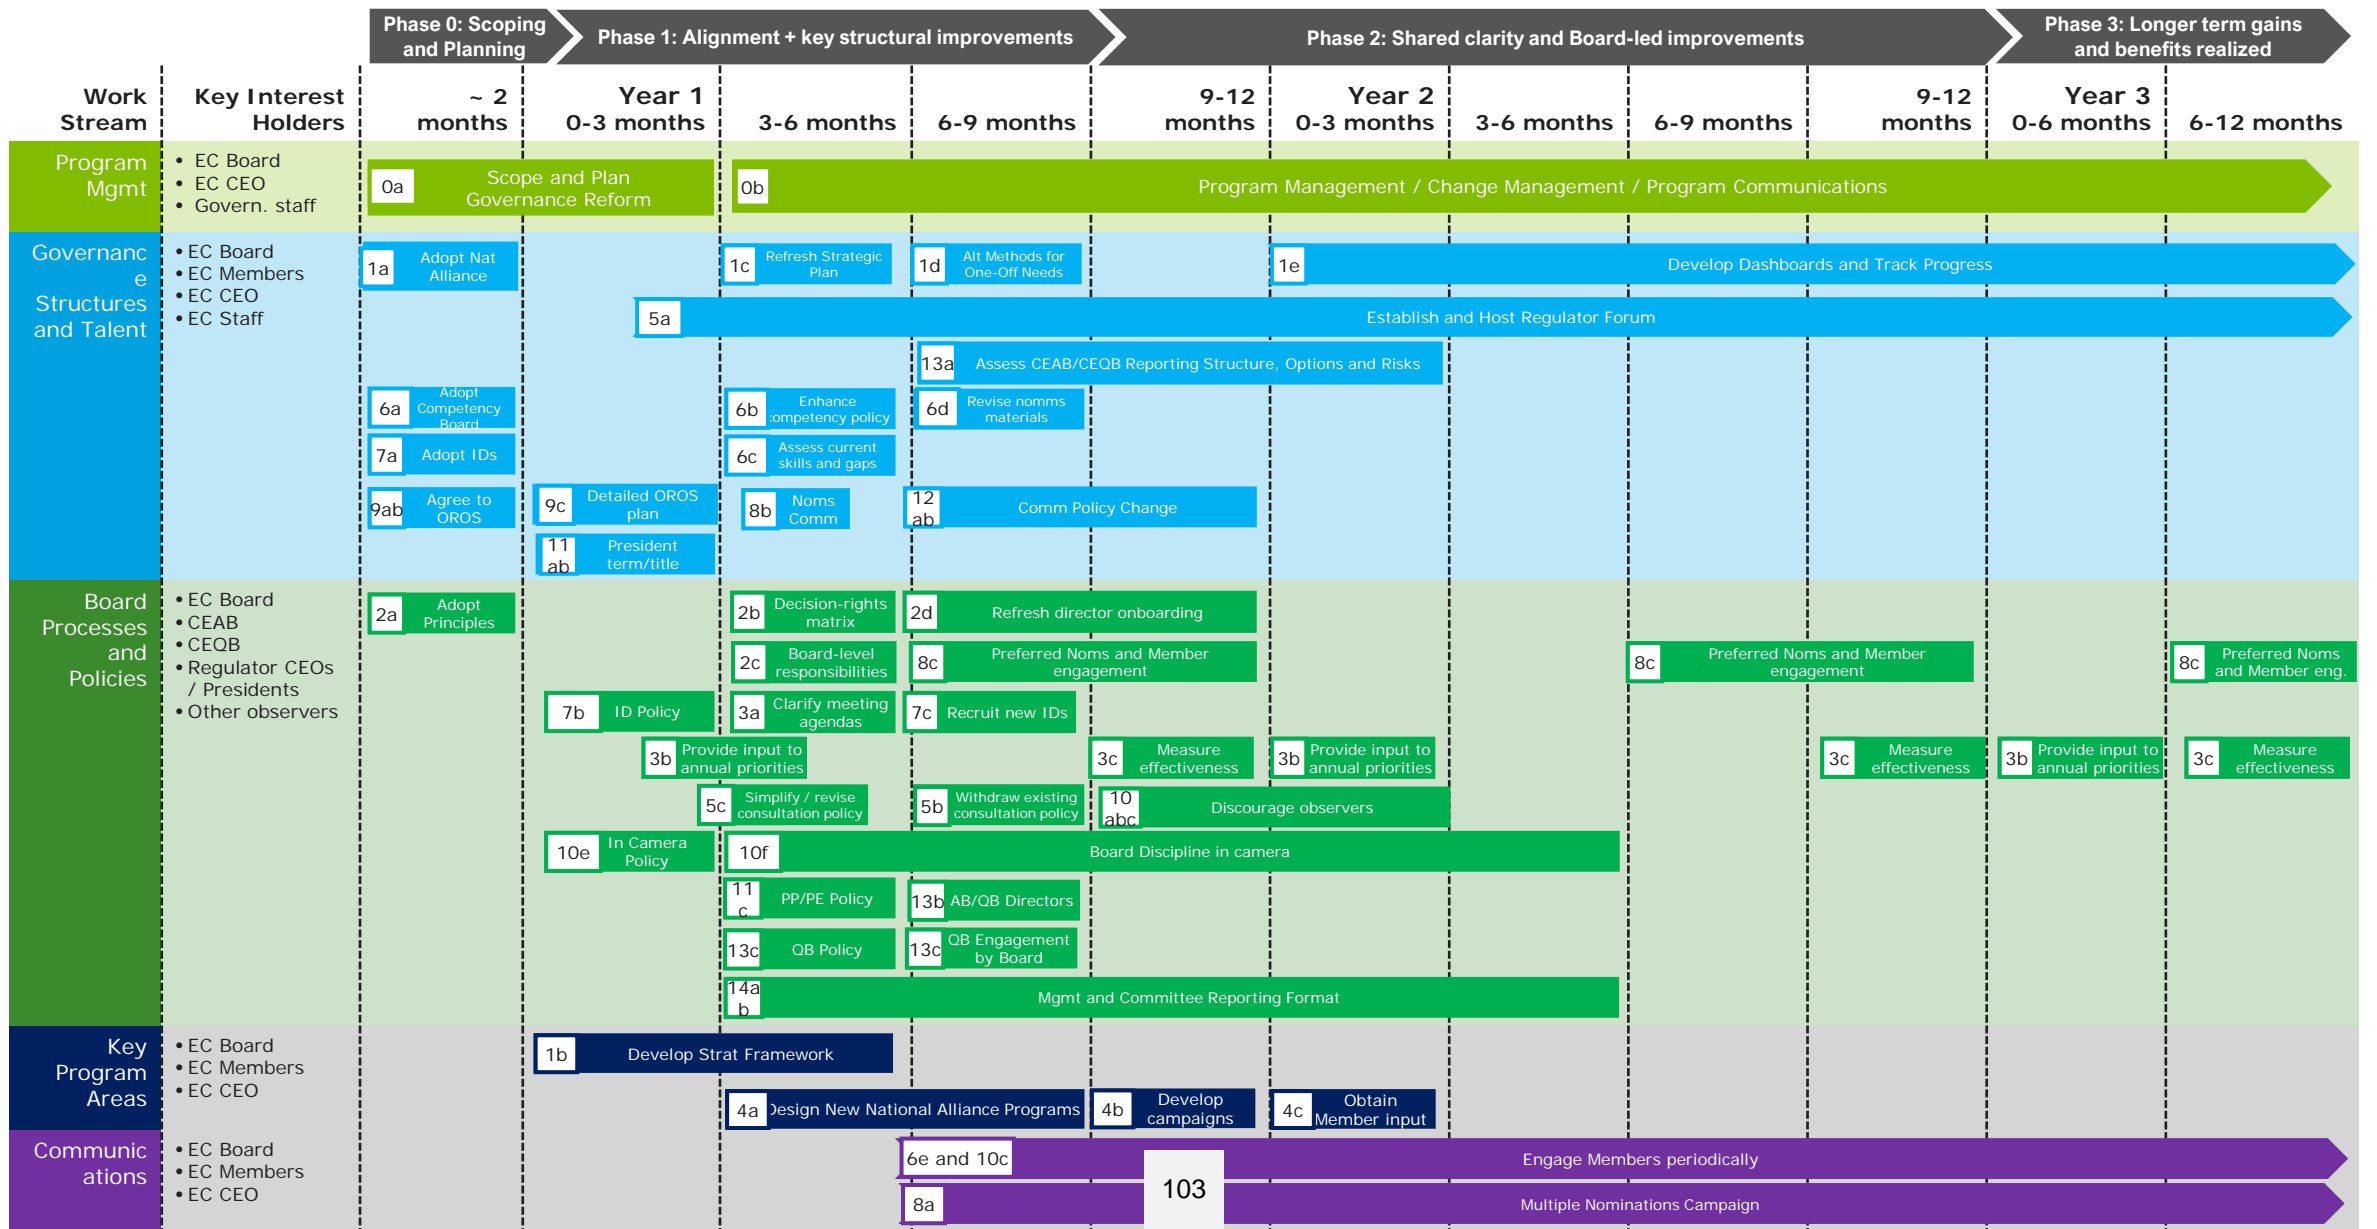 Phase 0: Scoping
and Planning
Phase 1: Alignment + key structural improvements
Phase 2: Shared clarity and Board-led improvements
Phase 3: Longer term gains
and benefits realized
Work
Stream
Key Interest
Holders
~ 2
months
Year 1
0-3 months
3-6 months
6-9 months
9-12
months
Year 2
0-3 months
3-6 months
6-9 months
9-12
months
Year 3
0-6 months
6-12 months
Program
Mgmt
• EC Board
• EC CEO
• Govern. staff
0a
Scope and Plan
Governance Reform
0b
Program Management / Change Management / Program Communications
Governanc
e
Structures
and Talent
• EC Board
• EC Members
• EC CEO
• EC Staff
1a
Adopt Nat
Alliance
1c
Refresh Strategic
Plan
1d
Alt Methods for
One-Off Needs
1e
Develop Dashboards and Track Progress
5a
Establish and Host Regulator Forum
13a
Assess CEAB/CEQB Reporting Structure, Options and Risks
6a
Adopt
Competency
Board
6b
Enhance
ompetency policy
6d
Revise nomms
materials
7a
Adopt IDs
6c
Assess current
skills and gaps
9ab
Agree to
OROS
9c
Detailed OROS
plan
8b
Noms
Comm
12
ab
Comm Policy Change
11
ab
President
term/title
Board
Processes
and
Policies
• EC Board
• CEAB
• CEQB
• Regulator CEOs
/ Presidents
• Other observers
2a
Adopt
Principles
2b
Decision-rights
matrix
2d
Refresh director onboarding
2c
Board-level
responsibilities
8c
Preferred Noms and Member
engagement
8c
Preferred Noms and Member
engagement
8c
Preferred Noms
and Member eng.
7b
ID Policy
3a
Clarify meeting
agendas
7c
Recruit new IDs
3b
Provide input to
annual priorities
3c
Measure
effectiveness
3b
Provide input to
annual priorities
3c
Measure
effectiveness
3b
Provide input to
annual priorities
3c
Measure
effectiveness
5c
Simplify / revise
consultation policy
5b
Withdraw existing
consultation policy
10
abc
Discourage observers
10e
In Camera
Policy
10f
Board Discipline in camera
11
c
PP/PE Policy
13b
AB/QB Directors
13c
QB Policy
13c
QB Engagement
by Board
14a
b
Mgmt and Committee Reporting Format
Key
Program
Areas
• EC Board
• EC Members
• EC CEO
1b
Develop Strat Framework
4a
Design New National Alliance Programs
4b
Develop
campaigns
4c
Obtain
Member input
Communic
ations
• EC Board
• EC Members
• EC CEO
6e and 10c
Engage Members periodically
8a
Multiple Nominations Campaign
103